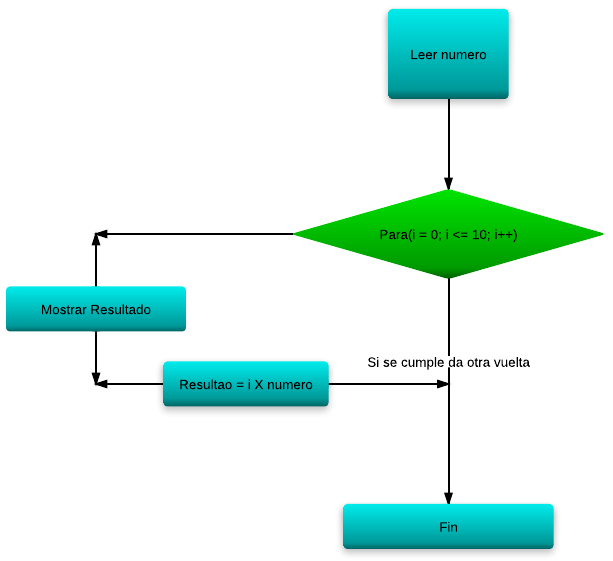 Leer numero
Para(i = 0; i <= 10; i++)
Mostrar Resultado
Si se cumple da otra vuelta
Resultao = i X numero
Fin